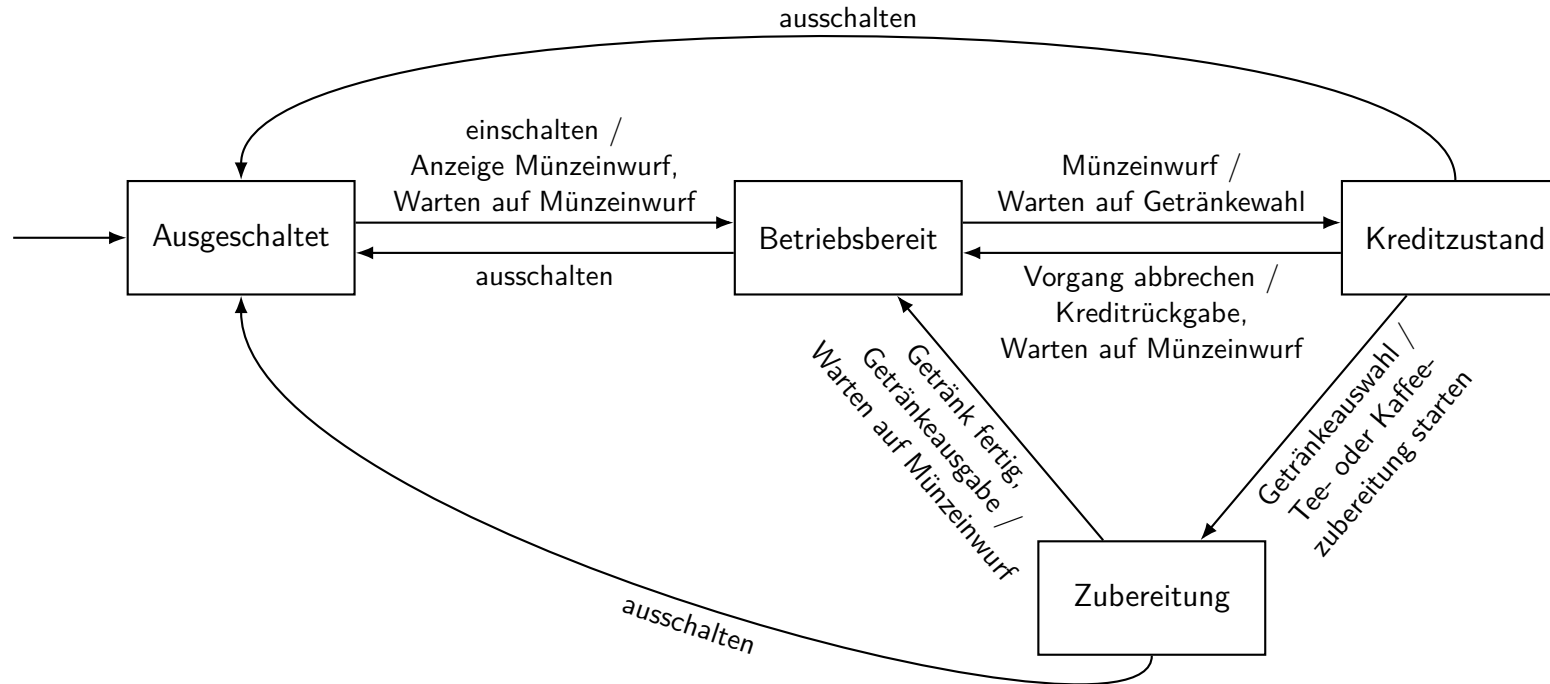 ausschalten
einschalten /
Anzeige Münzeinwurf,
Warten auf Münzeinwurf
Münzeinwurf /
Warten auf Getränkewahl
Ausgeschaltet
Betriebsbereit
Kreditzustand
ausschalten
Vorgang abbrechen /
Kreditrückgabe,
Warten auf Münzeinwurf
Getränk fertig,
Getränkeausgabe /
Warten auf Münzeinwurf
Getränkeauswahl /
Tee- oder Kaffee-
zubereitung starten
Zubereitung
ausschalten